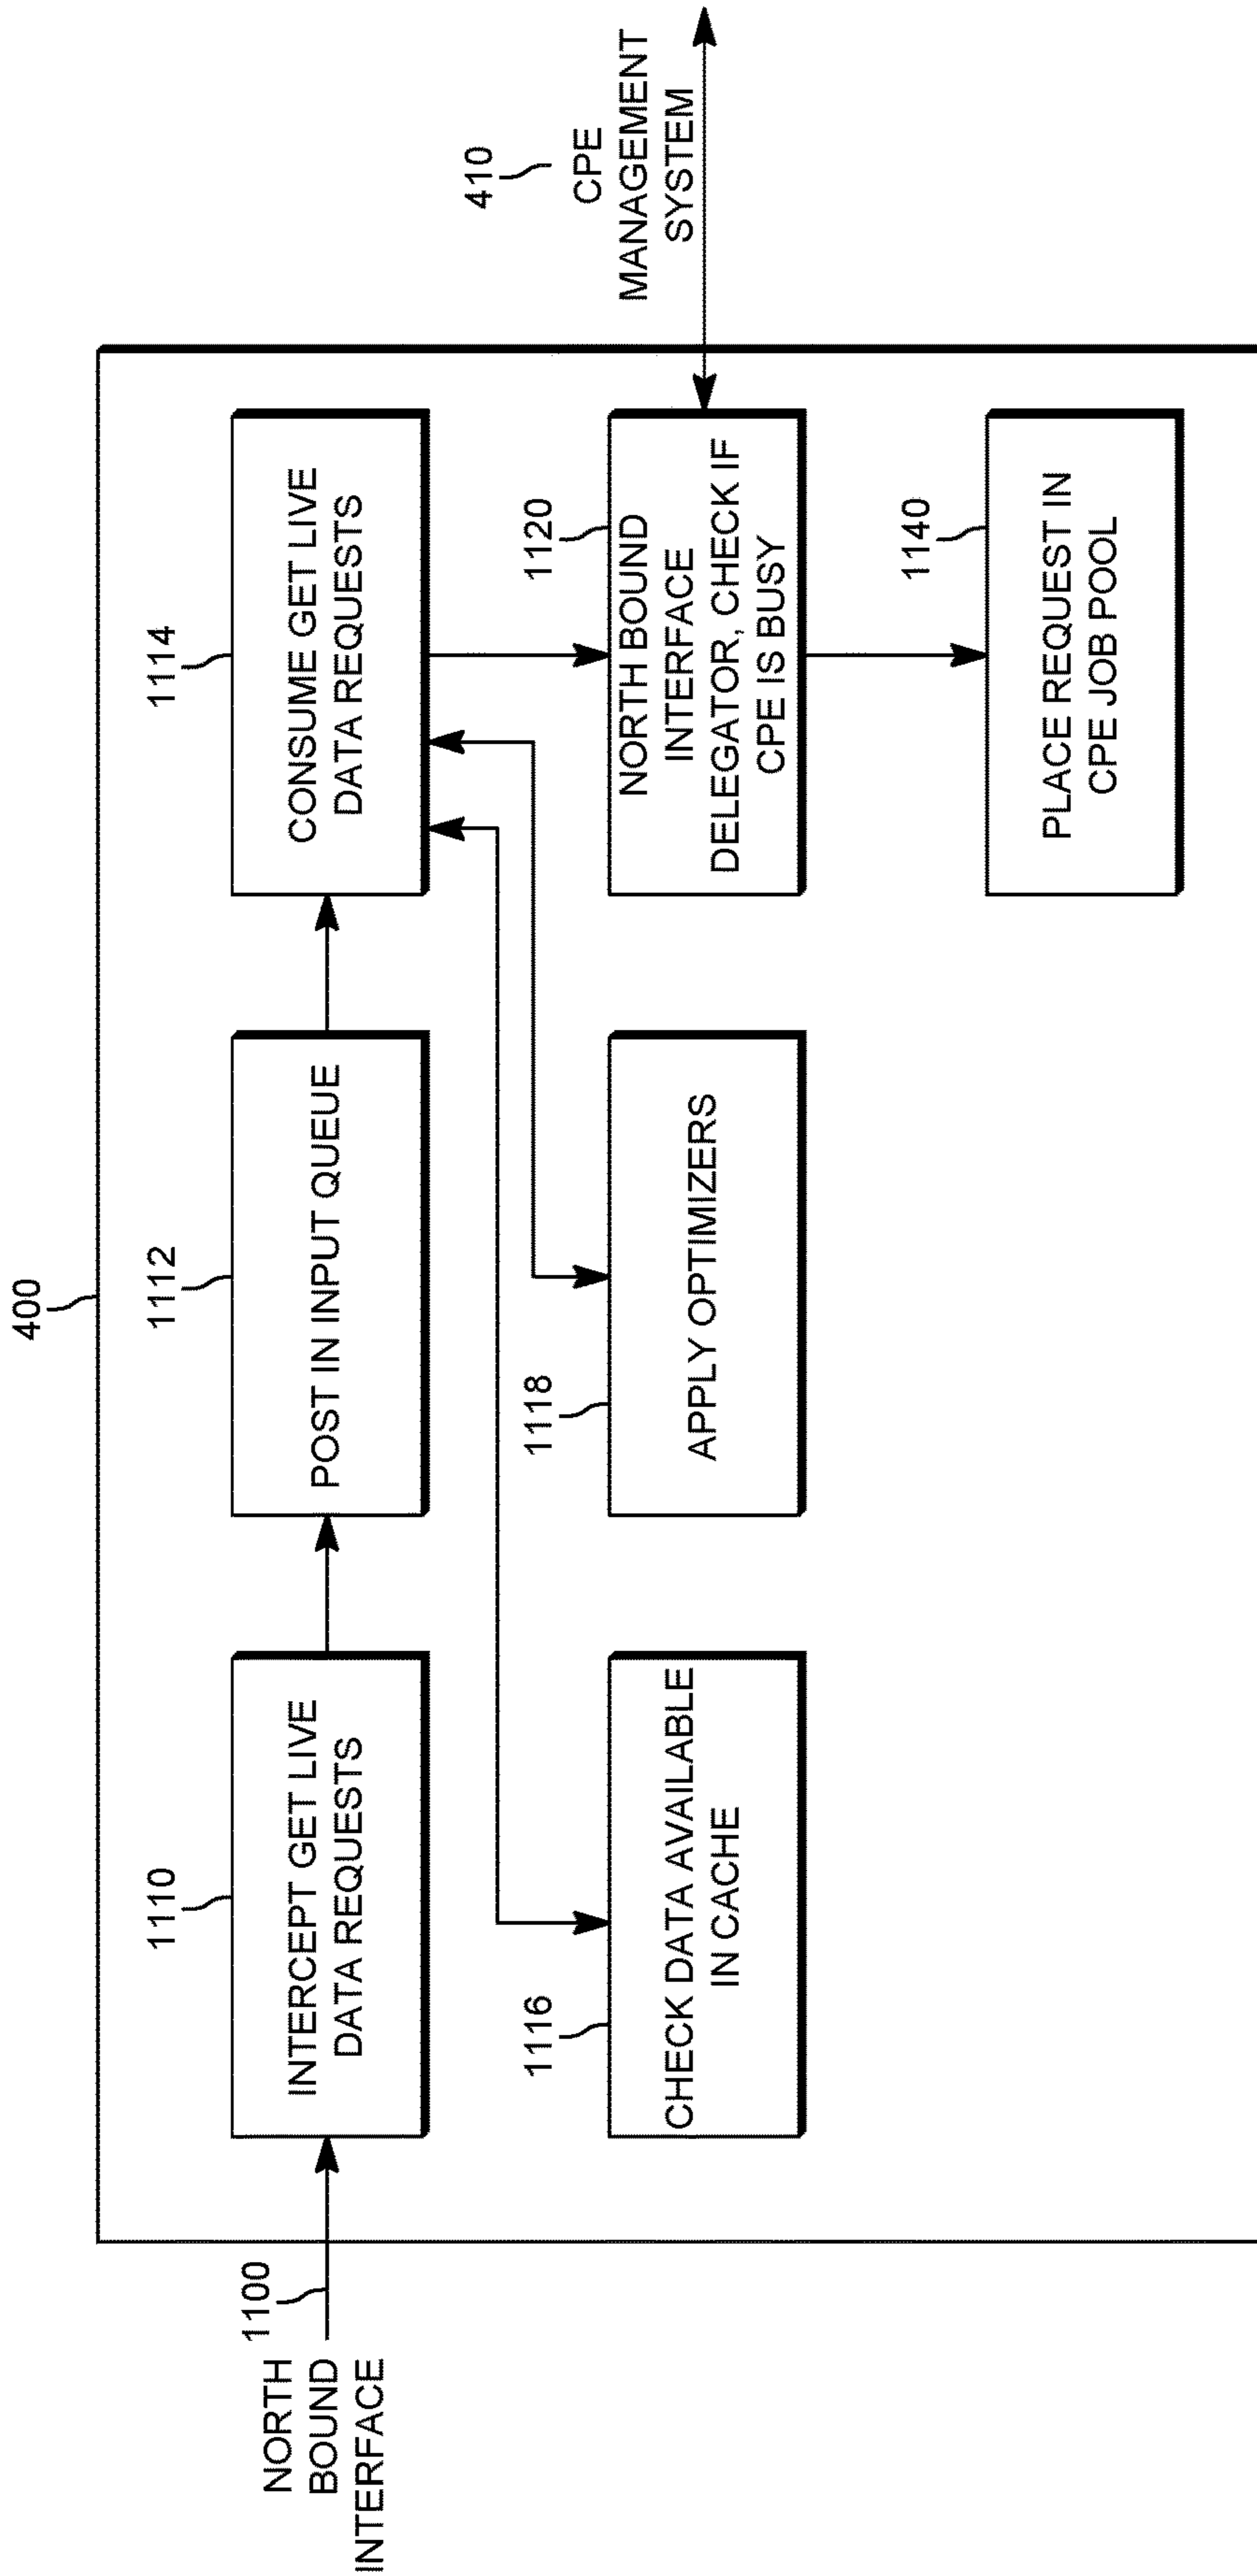 400
NORTH
BOUND
INTERFACE
1100
1110
INTERCEPT GET LIVE
DATA REQUESTS
1112
POST IN INPUT QUEUE
1114
CONSUME GET LIVE
DATA REQUESTS
1116
CHECK DATA AVAILABLE
IN CACHE
1118
APPLY OPTIMIZERS
1120
NORTH BOUND
INTERFACE
DELEGATOR, CHECK IF
CPE IS BUSY
410
CPE
MANAGEMENT
SYSTEM
1140
PLACE REQUEST IN
CPE JOB POOL